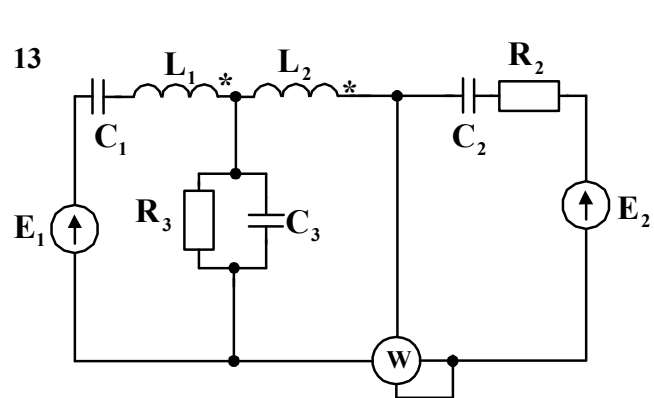 13
L₁ * L₂ * R₂
C₁ C₂
R₃ C₃
E₁ E₂
W